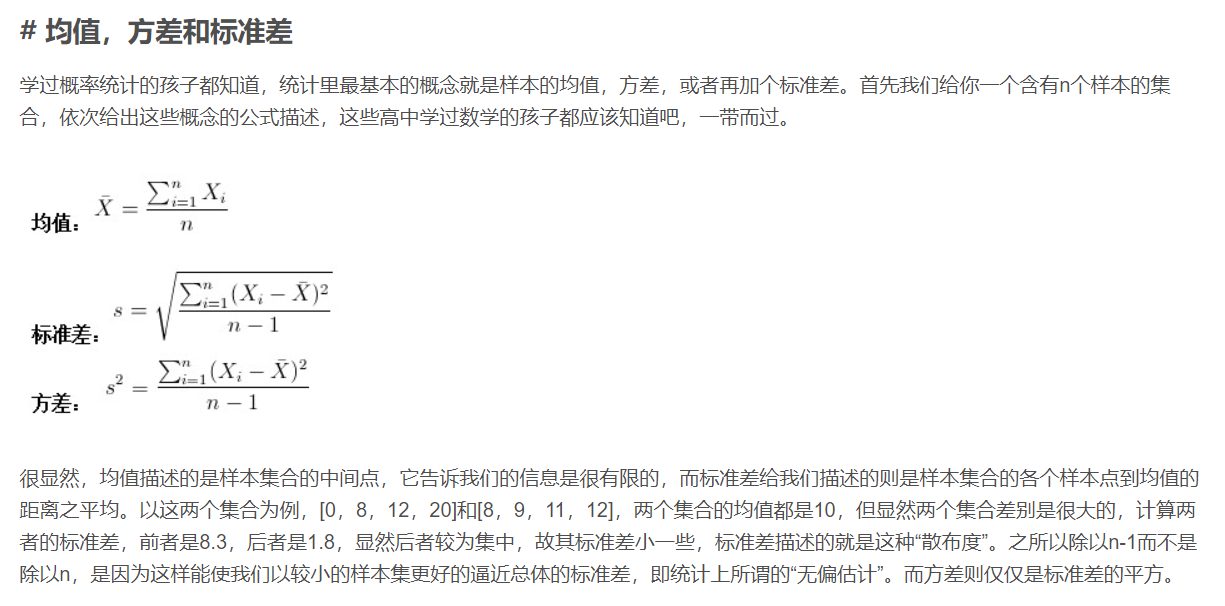 # 均值，方差和标准差
学过概率统计的孩子都知道，统计里最基本的概念就是样本的均值，方差，或者再加个标准差。首先我们给你一个含有n个样本的集
合，依次给出这些概念的公式描述，这些高中学过数学的孩子都应该知道吧，一带而过。
均值： X̄ = \frac{\sum_{i=1}^{n} X_i}{n}
标准差： s = \sqrt{\frac{\sum_{i=1}^{n} (X_i - X̄)^2}{n-1}}
方差： s^2 = \frac{\sum_{i=1}^{n} (X_i - X̄)^2}{n-1}
很显然，均值描述的是样本集合的中间点，它告诉我们的信息是很有限的，而标准差给我们描述的则是样本集合的各个样本点到均值的
距离之平均。以这两个集合为例，[0，8，12，20]和[8，9，11，12]，两个集合的均值都是10，但显然两个集合差别是很大的，计算两
者的标准差，前者是8.3，后者是1.8，显然后者较为集中，故其标准差小一些，标准差描述的就是这种“散布度”。之所以除以n-1而不是
除以n，是因为这样能使我们以较小的样本集更好的逼近总体的标准差，即统计上所谓的“无偏估计”。而方差则仅仅是标准差的平方。